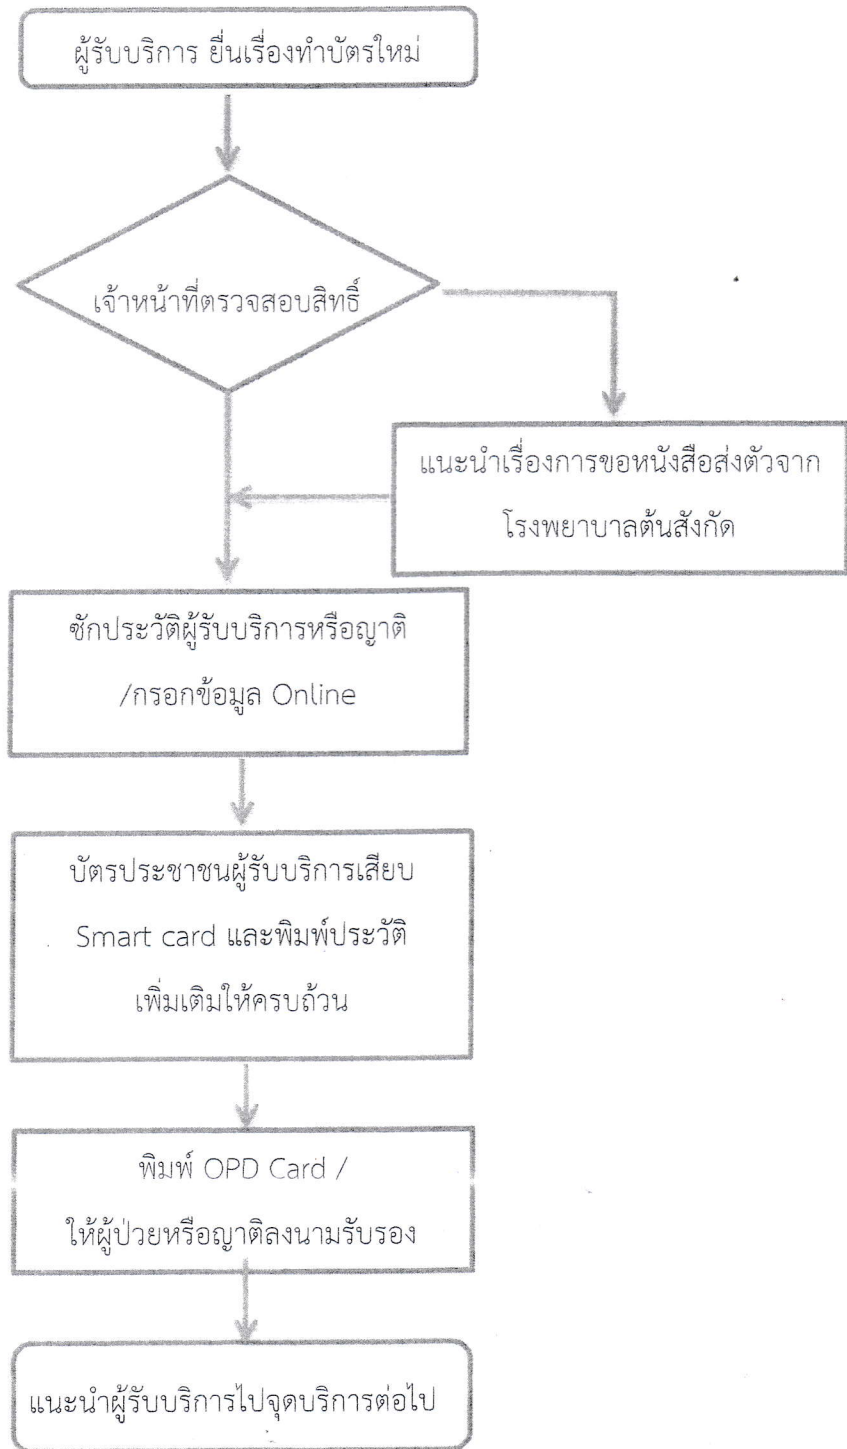 ผู้รับบริการ ยื่นเรื่องทำบัตรใหม่
เจ้าหน้าที่ตรวจสอบสิทธิ์
แนะนำเรื่องการขอหนังสือส่งตัวจาก
โรงพยาบาลต้นสังกัด
ซักประวัติผู้รับบริการหรือญาติ
/กรอกข้อมูล Online
บัตรประชาชนผู้รับบริการเสียบ
Smart card และพิมพ์ประวัติ
เพิ่มเติมให้ครบถ้วน
พิมพ์ OPD Card /
ให้ผู้ป่วยหรือญาติลงนามรับรอง
แนะนำผู้รับบริการไปจุดบริการต่อไป